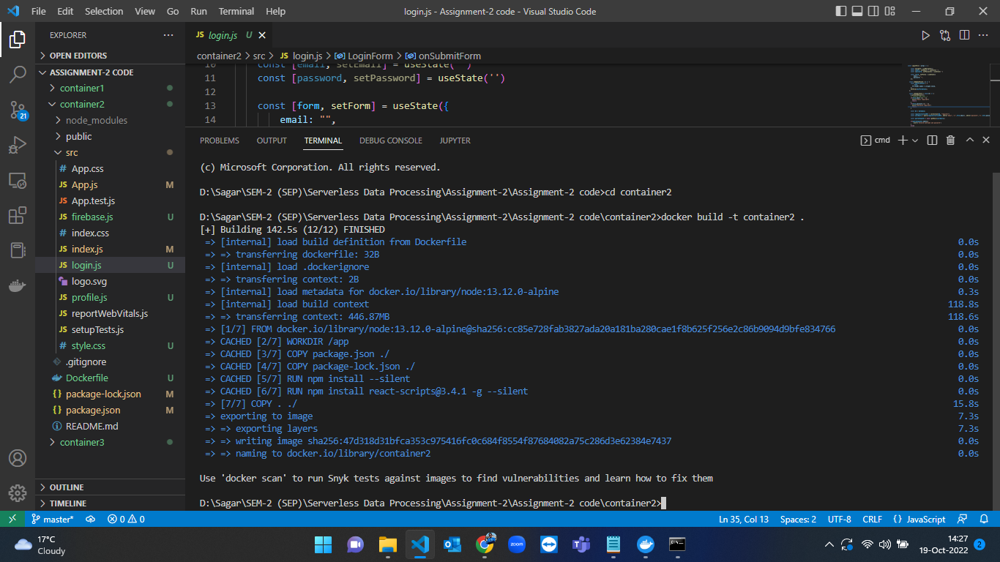 File Edit Selection View Go Run Terminal Help
login.js - Assignment-2 code - Visual Studio Code
EXPLORER
OPEN EDITORS
ASSIGNMENT-2 CODE
container1
container2
node_modules
public
src
# App.css
JS App.js M
JS App.test.js
JS firebase.js U
# index.css
JS index.js M
JS login.js U
logo.svg
JS profile.js U
JS reportWebVitals.js
JS setupTests.js
# style.css U
.gitignore
Dockerfile U
{} package-lock.json M
{} package.json M
README.md
container3
OUTLINE
TIMELINE
21
JS login.js U
container2 > src > JS login.js > LoginForm > onSubmitForm
10 const [email, setEmail] = useState('')
11 const [password, setPassword] = useState('')
12
13 const [form, setForm] = useState({
14 email: "",
PROBLEMS OUTPUT TERMINAL DEBUG CONSOLE JUPYTER
cmd
(c) Microsoft Corporation. All rights reserved.
D:\Sagar\SEM-2 (SEP)\Serverless Data Processing\Assignment-2\Assignment-2 code>cd container2
D:\Sagar\SEM-2 (SEP)\Serverless Data Processing\Assignment-2\Assignment-2 code\container2>docker build -t container2 .
[+] Building 142.5s (12/12) FINISHED
=> [internal] load build definition from Dockerfile 0.0s
=> => transferring dockerfile: 32B 0.0s
=> [internal] load .dockerignore 0.0s
=> => transferring context: 2B 0.0s
=> [internal] load metadata for docker.io/library/node:13.12.0-alpine 0.3s
=> [internal] load build context 118.8s
=> => transferring context: 446.87MB 118.6s
=> [1/7] FROM docker.io/library/node:13.12.0-alpine@sha256:cc85e728fab3827ada20a181ba280cae1f8b625f256e2c86b9094d9bfe834766 0.0s
=> CACHED [2/7] WORKDIR /app 0.0s
=> CACHED [3/7] COPY package.json ./ 0.0s
=> CACHED [4/7] COPY package-lock.json ./ 0.0s
=> CACHED [5/7] RUN npm install --silent 0.0s
=> CACHED [6/7] RUN npm install react-scripts@3.4.1 -g --silent 0.0s
=> [7/7] COPY . ./ 15.8s
=> exporting to image 7.3s
=> => exporting layers 7.3s
=> => writing image sha256:47d318d31bfca353c975416fc0c684f8554f87684082a75c286d3e62384e7437 0.0s
=> => naming to docker.io/library/container2 0.0s
Use 'docker scan' to run Snyk tests against images to find vulnerabilities and learn how to fix them
D:\Sagar\SEM-2 (SEP)\Serverless Data Processing\Assignment-2\Assignment-2 code\container2>
master* 0 0 Ln 35, Col 13 Spaces: 2 UTF-8 CRLF {} JavaScript
17°C
Cloudy
zoom
14:27
19-Oct-2022
2